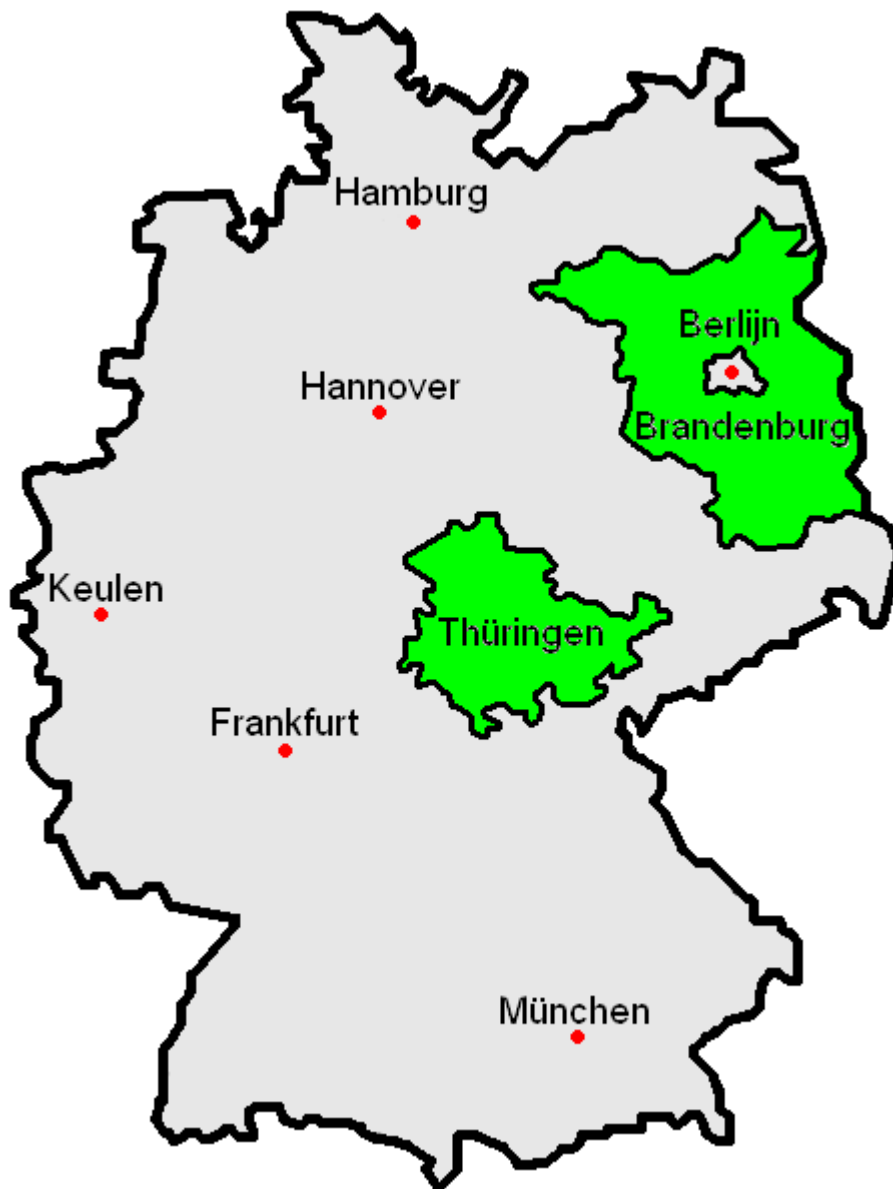 Hamburg
Berlijn
Hannover
Brandenburg
Keulen
Thüringen
Frankfurt
München